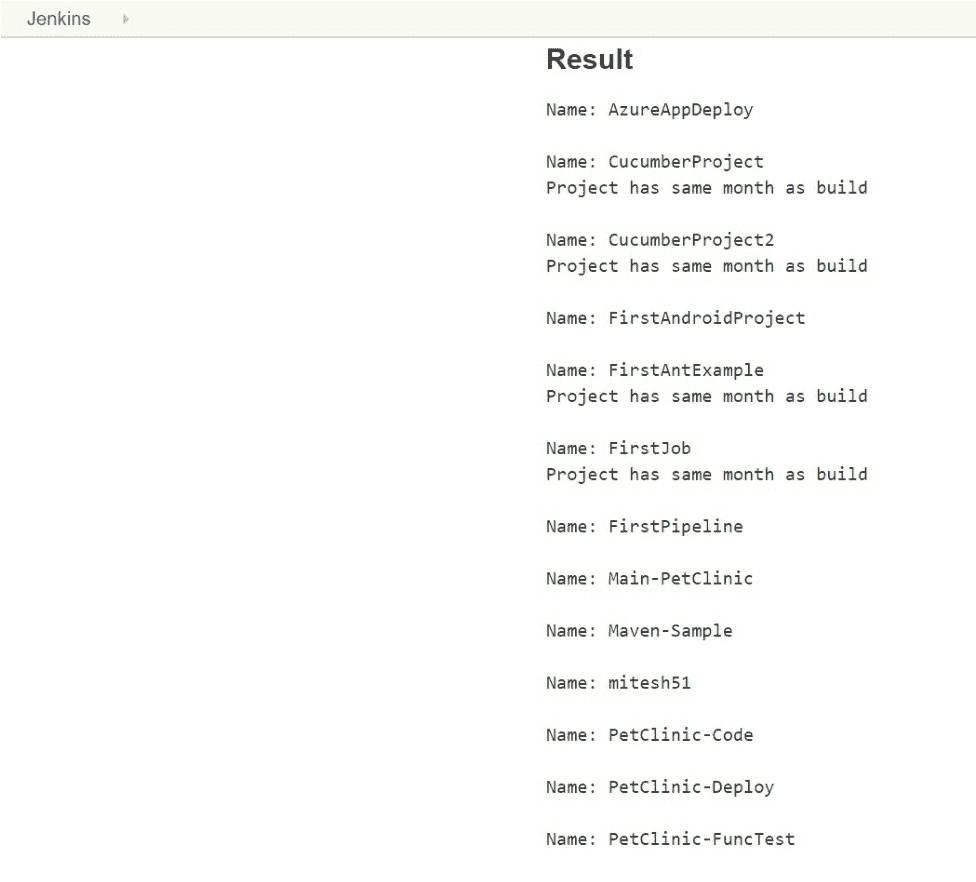 Jenkins
Result
Name: AzureAppDeploy
Name: CucumberProject
Project has same month as build
Name: CucumberProject2
Project has same month as build
Name: FirstAndroidProject
Name: FirstAntExample
Project has same month as build
Name: FirstJob
Project has same month as build
Name: FirstPipeline
Name: Main-PetClinic
Name: Maven-Sample
Name: mitesh51
Name: PetClinic-Code
Name: PetClinic-Deploy
Name: PetClinic-FuncTest